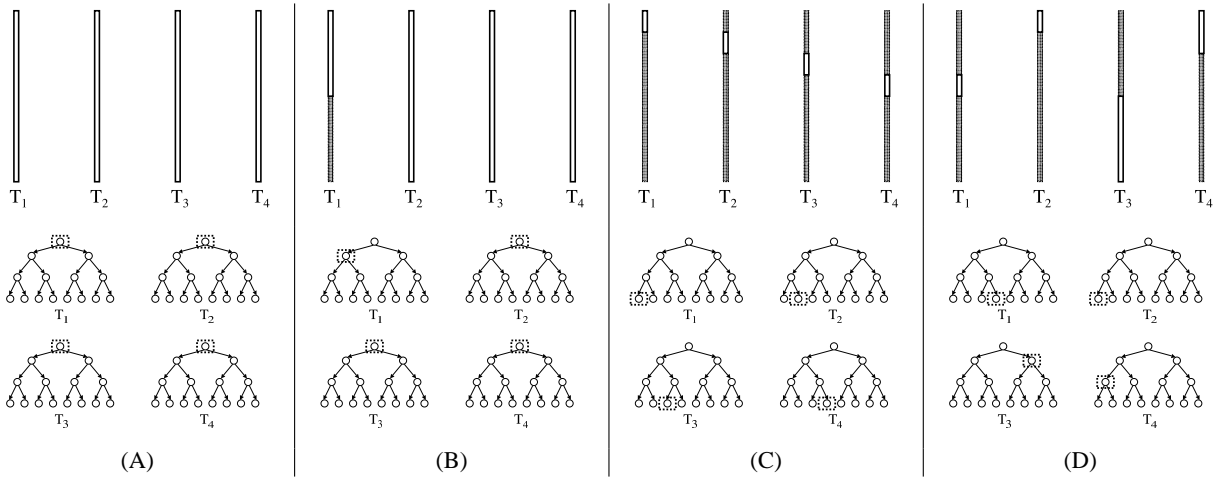 T₁ T₂ T₃ T₄
T₁ T₂
T₃ T₄
(A)
T₁ T₂ T₃ T₄
T₁ T₂
T₃ T₄
(B)
T₁ T₂ T₃ T₄
T₁ T₂
T₃ T₄
(C)
T₁ T₂ T₃ T₄
T₁ T₂
T₃ T₄
(D)